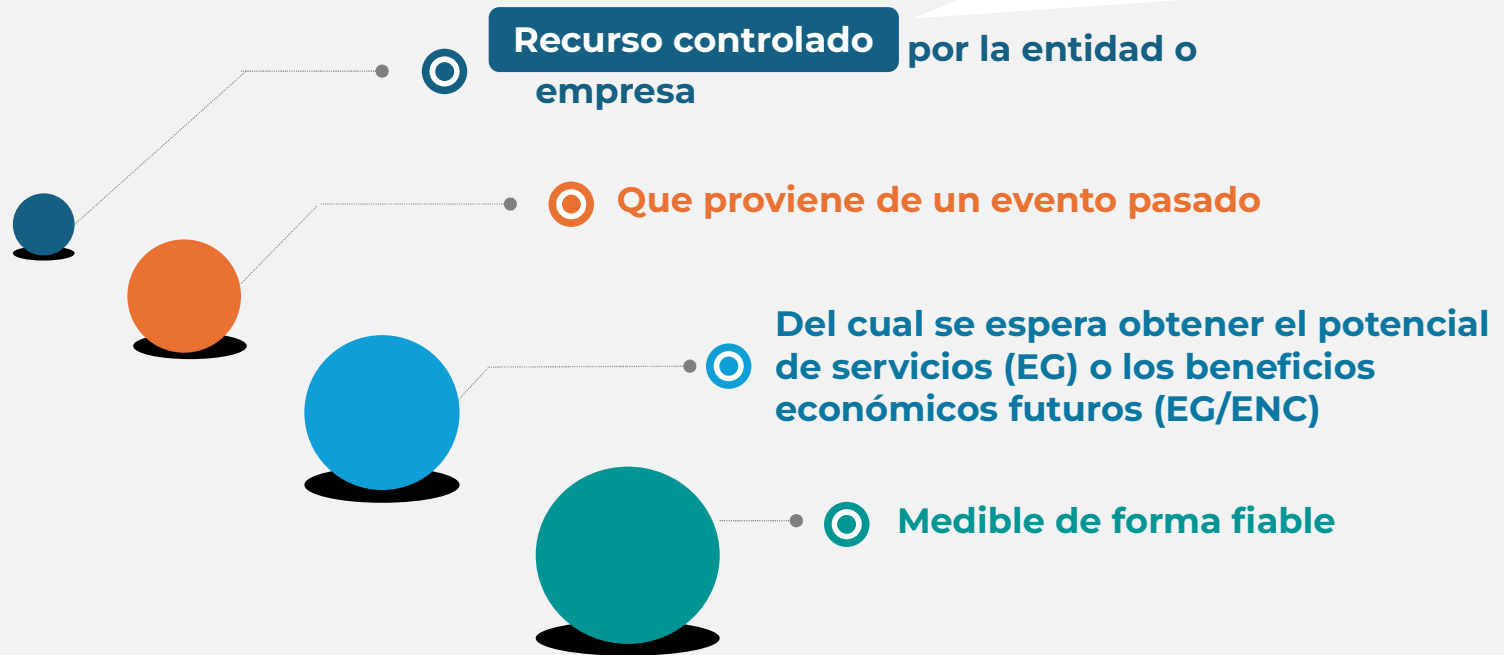 Recurso controlado por la entidad o
empresa
Que proviene de un evento pasado
Del cual se espera obtener el potencial
de servicios (EG) o los beneficios
económicos futuros (EG/ENC)
Medible de forma fiable